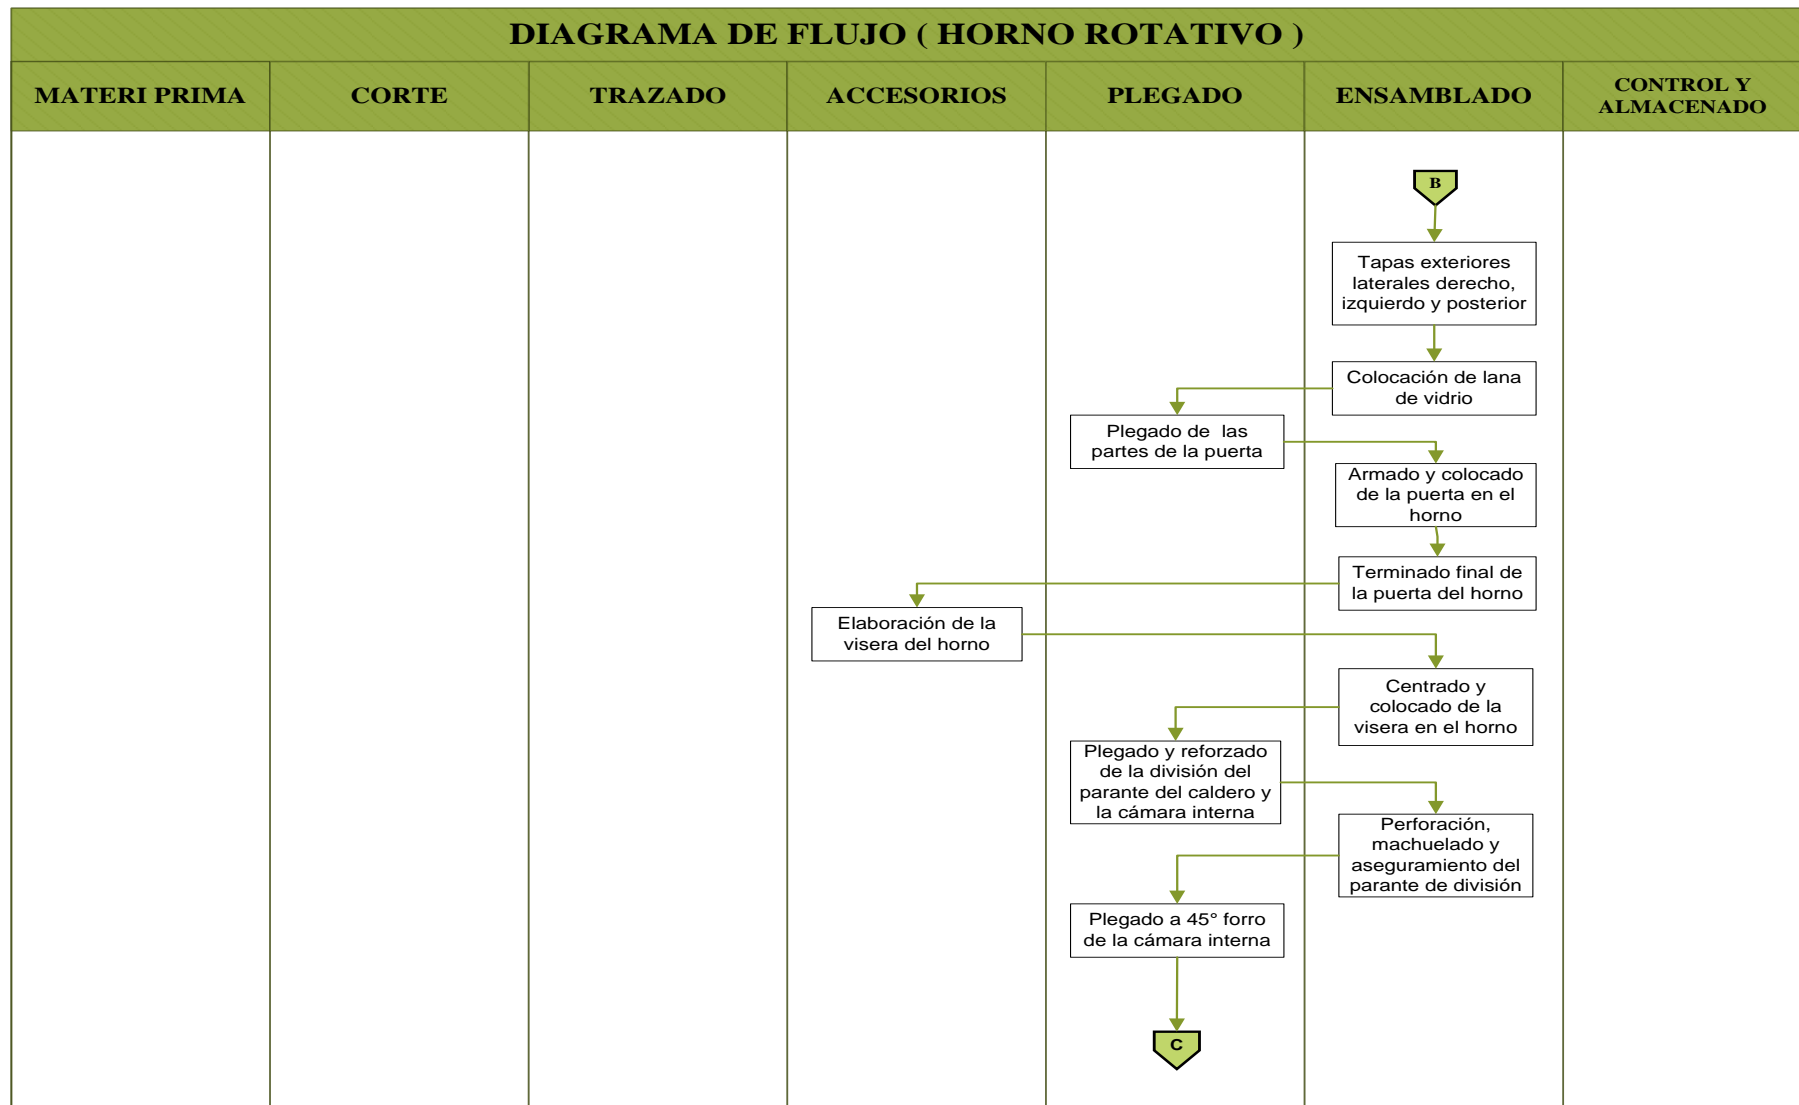 DIAGRAMA DE FLUJO ( HORNO ROTATIVO )
MATERI PRIMA
CORTE
TRAZADO
ACCESORIOS
PLEGADO
ENSAMBLADO
CONTROL Y
ALMACENADO
B
Tapas exteriores
laterales derecho,
izquierdo y posterior
Colocación de lana
de vidrio
Plegado de las
partes de la puerta
Armado y colocado
de la puerta en el
horno
Terminado final de
la puerta del horno
Elaboración de la
visera del horno
Centrado y
colocado de la
visera en el horno
Plegado y reforzado
de la división del
parante del caldero y
la cámara interna
Perforación,
machuelado y
aseguramiento del
parante de división
Plegado a 45° forro
de la cámara interna
C